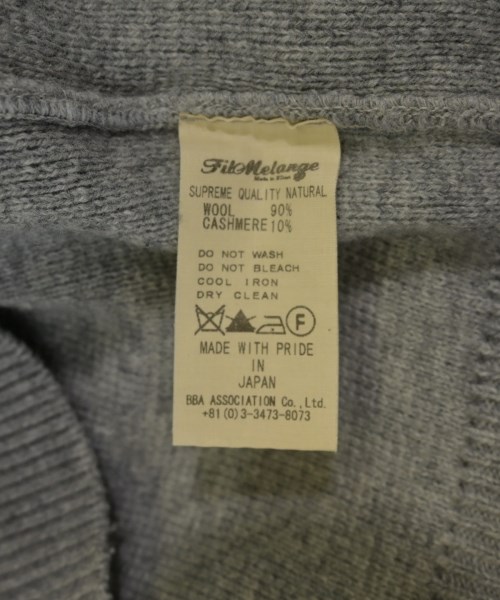 FilMelange
SUPREME QUALITY NATURAL
WOOL 90%
CASHMERE 10%
DO NOT WASH
DO NOT BLEACH
COOL IRON
DRY CLEAN
F
MADE WITH PRIDE
IN
JAPAN
BBA ASSOCIATION Co.,Ltd.
+81(0)3-3473-8073